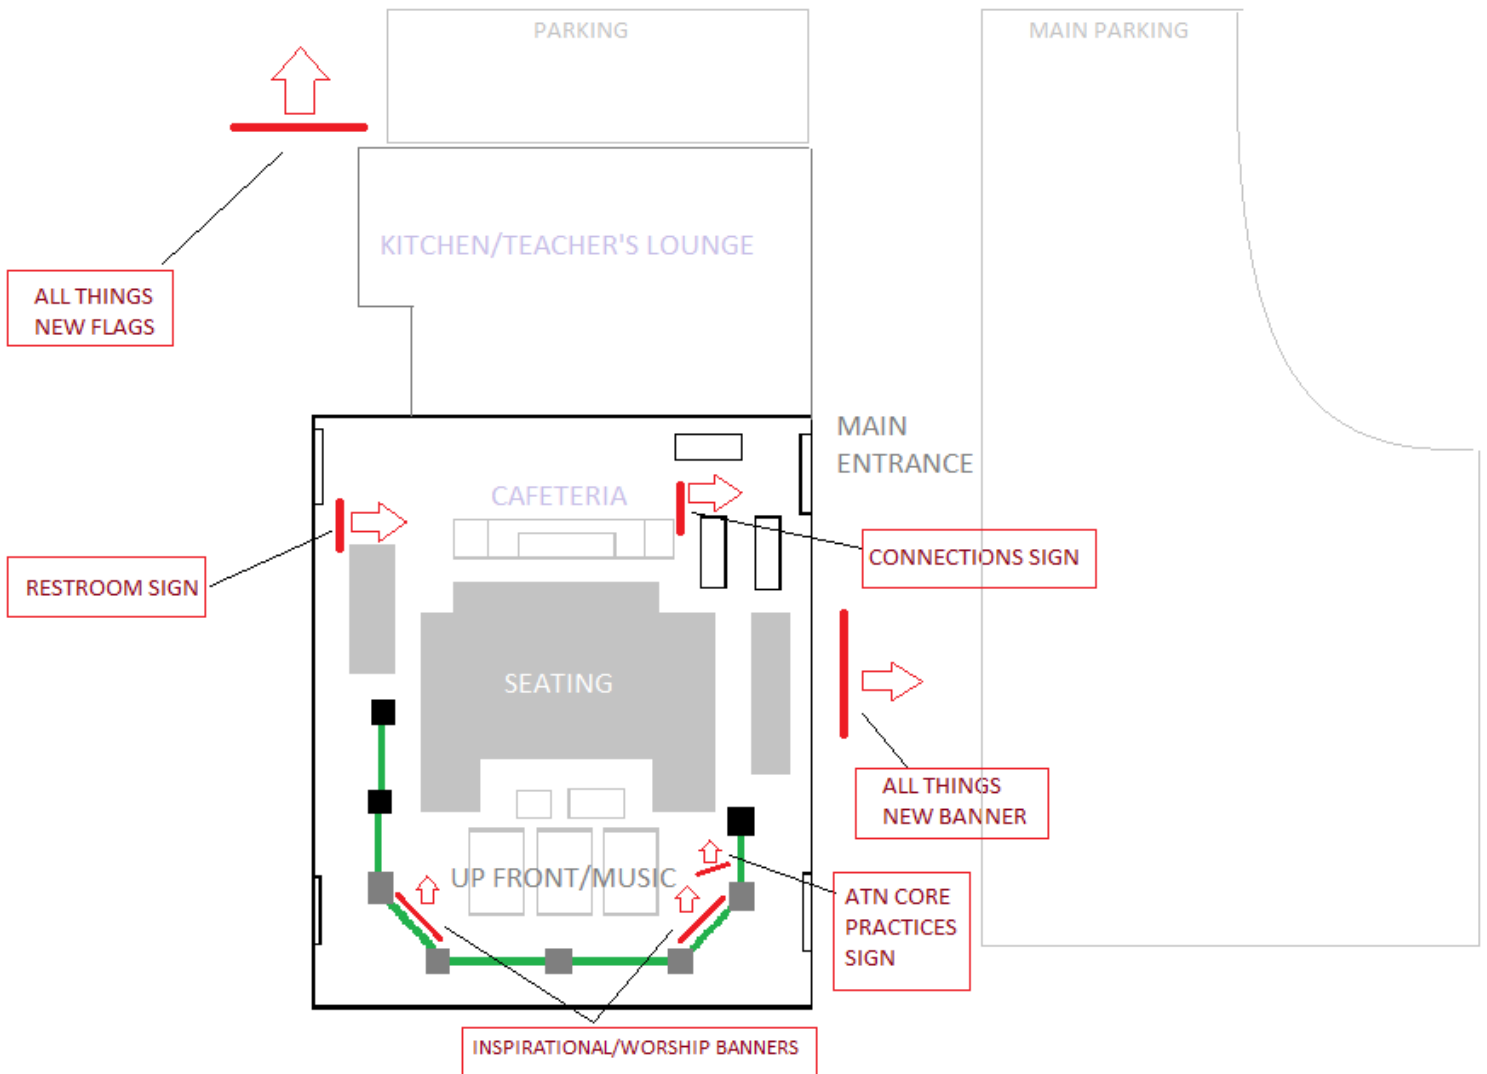 PARKING
MAIN PARKING
KITCHEN/TEACHER'S LOUNGE
ALL THINGS
NEW FLAGS
MAIN
ENTRANCE
CAFETERIA
CONNECTIONS SIGN
RESTROOM SIGN
SEATING
ALL THINGS
NEW BANNER
UP FRONT/MUSIC
ATN CORE
PRACTICES
SIGN
INSPIRATIONAL/WORSHIP BANNERS